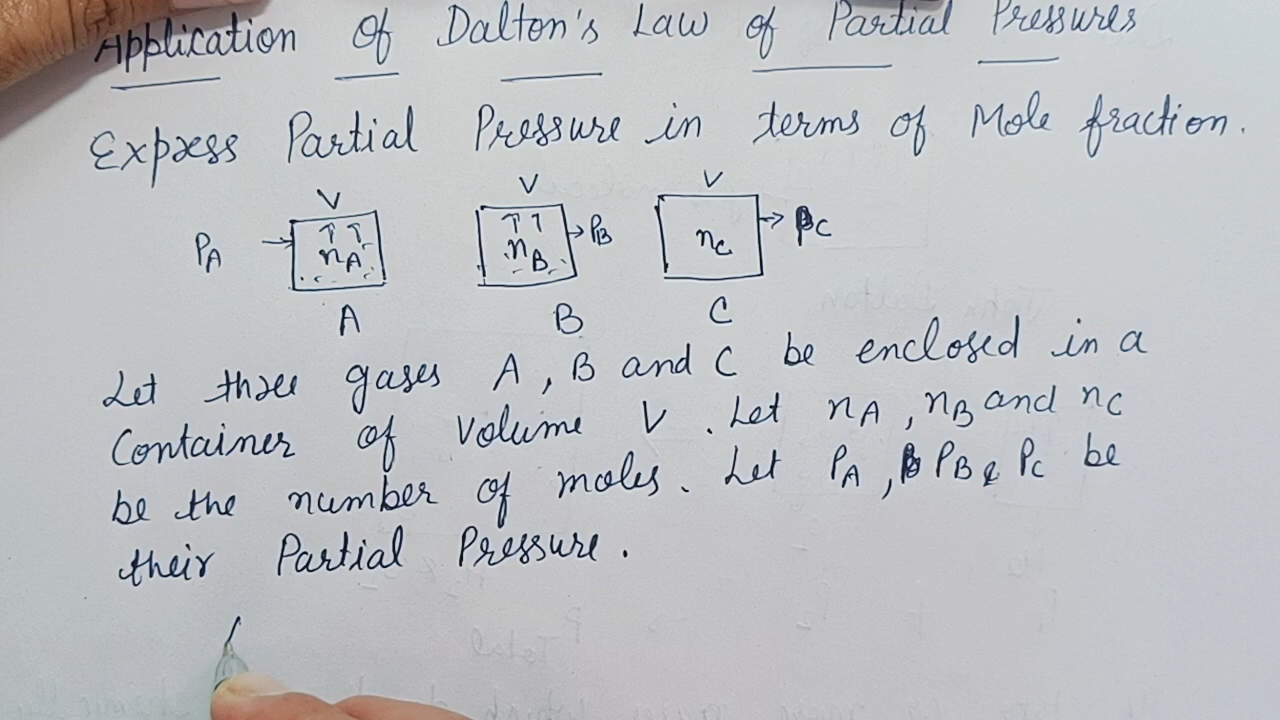 Application Of Dalton's Law of Partial Pressures
Express Partial Pressure in terms of Mole fraction.
V V V
PA nA nB PB nC PC
A B C
Let three gases A, B and C be enclosed in a
Container of Volume V. Let nA, nB and nC
be the number of moles. Let PA, PB & PC be
their Partial Pressure.